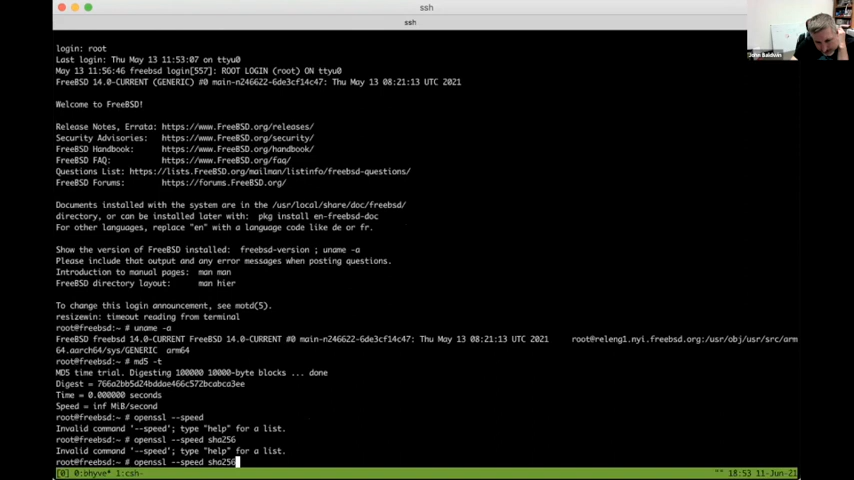 ssh
ssh
login: root
Last login: Thu May 13 11:53:07 on ttyu0
May 13 11:56:46 freebsd login[557]: ROOT LOGIN (root) ON ttyu0
FreeBSD 14.0-CURRENT (GENERIC) #0 main-n246622-6de3cf14c47: Thu May 13 08:21:13 UTC 2021
Welcome to FreeBSD!
Release Notes, Errata: https://www.FreeBSD.org/releases/
Security Advisories:   https://www.FreeBSD.org/security/
FreeBSD Handbook:      https://www.FreeBSD.org/handbook/
FreeBSD FAQ:           https://www.FreeBSD.org/faq/
Questions List: https://lists.FreeBSD.org/mailman/listinfo/freebsd-questions/
FreeBSD Forums:        https://forums.FreeBSD.org/
Documents installed with the system are in the /usr/local/share/doc/freebsd/
directory, or can be installed later with:  pkg install en-freebsd-doc
For other languages, replace "en" with a language code like de or fr.
Show the version of FreeBSD installed:  freebsd-version ; uname -a
Please include that output and any error messages when posting questions.
Introduction to manual pages:  man man
FreeBSD directory layout:      man hier
To change this login announcement, see motd(5).
resizewin: timeout reading from terminal
root@freebsd:~ # uname -a
FreeBSD freebsd 14.0-CURRENT FreeBSD 14.0-CURRENT #0 main-n246622-6de3cf14c47: Thu May 13 08:21:13 UTC 2021     root@releng1.nyi.freebsd.org:/usr/obj/usr/src/arm
64.aarch64/sys/GENERIC  arm64
root@freebsd:~ # md5 -t
MD5 time trial. Digesting 100000 10000-byte blocks ... done
Digest = 766a2bb5d24bddae466c572bcabca3ee
Time = 0.000000 seconds
Speed = inf MiB/second
root@freebsd:~ # openssl --speed
Invalid command '--speed'; type "help" for a list.
root@freebsd:~ # openssl --speed sha256
Invalid command '--speed'; type "help" for a list.
root@freebsd:~ # openssl --speed sha256
[0] 0:bhyve* 1:csh-
"" 18:53 11-Jun-21
John Baldwin